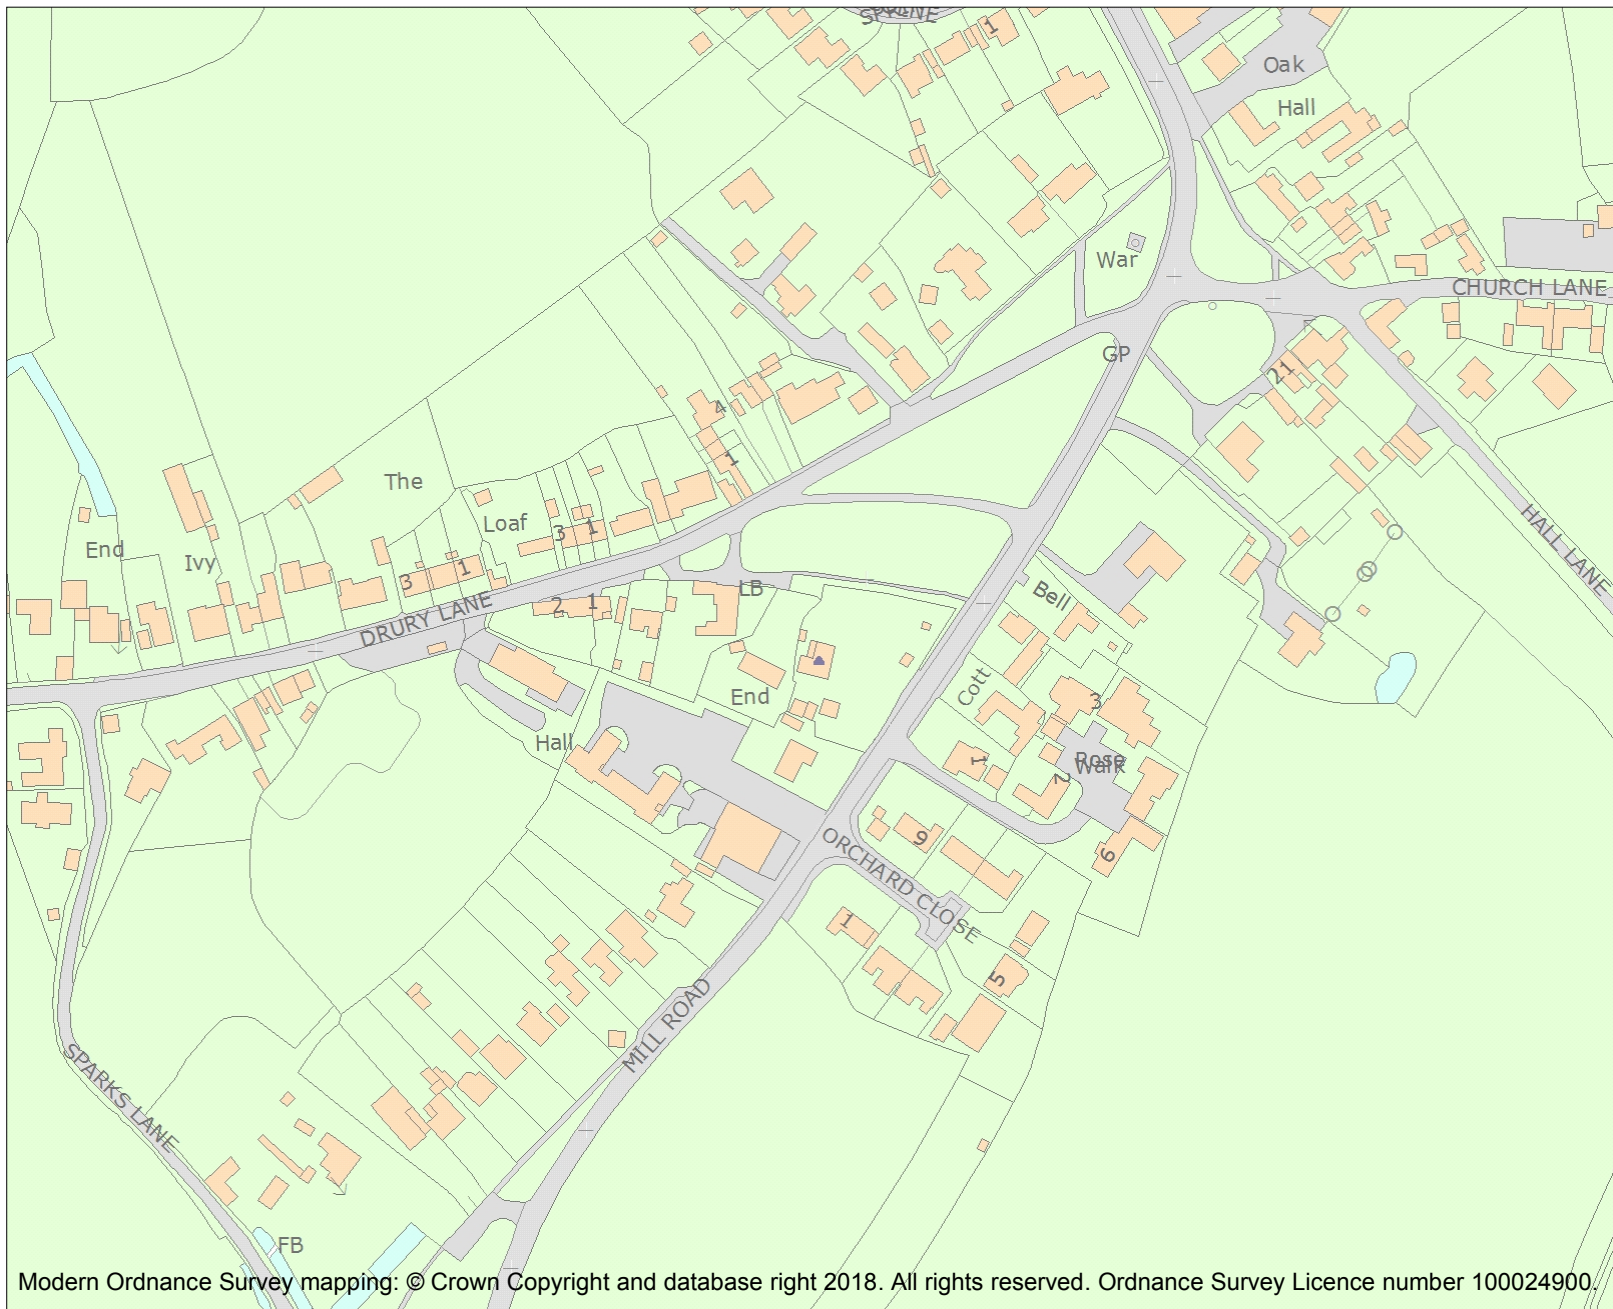 SPYLNE
1
Oak
Hall
War
CHURCH LANE
GP
21
4
1
The
Loaf
3
1
End
Ivy
3
1
HALL LANE
LB
2
1
DRURY LANE
Bell
Cott
End
3
Hall
1
Rose
Walk
2
ORCHARD CLOSE
9
6
1
5
MILL ROAD
SPARKS LANE
FB
Modern Ordnance Survey mapping: © Crown Copyright and database right 2018. All rights reserved. Ordnance Survey Licence number 100024900.